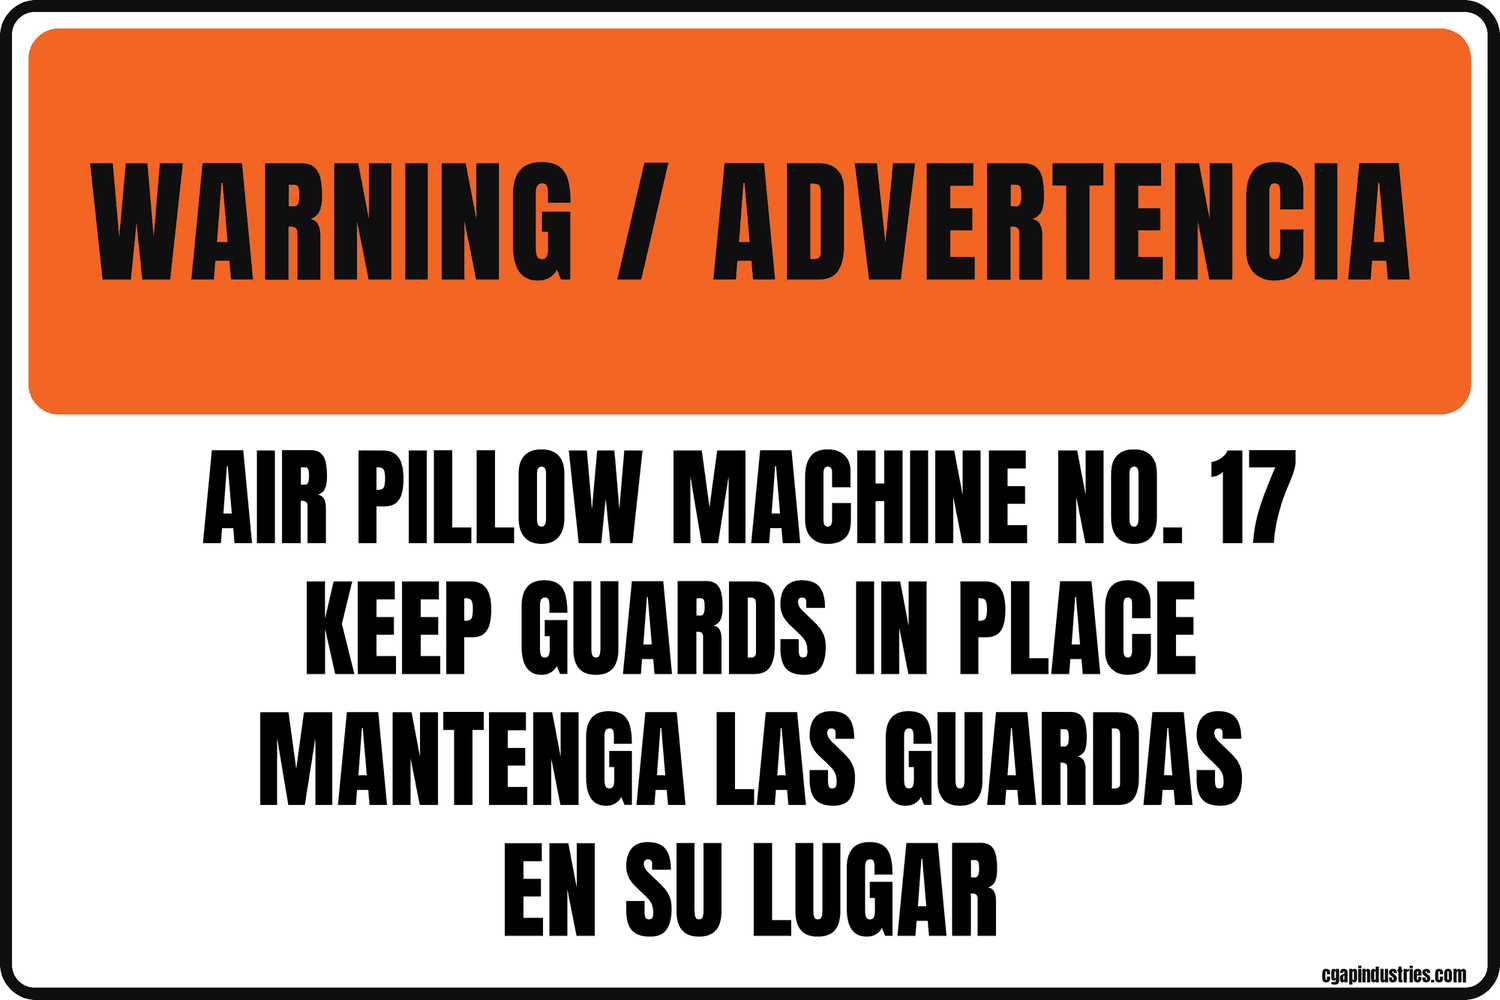 WARNING / ADVERTENCIA
AIR PILLOW MACHINE NO. 17
KEEP GUARDS IN PLACE
MANTENGA LAS GUARDAS
EN SU LUGAR
cgapindustries.com